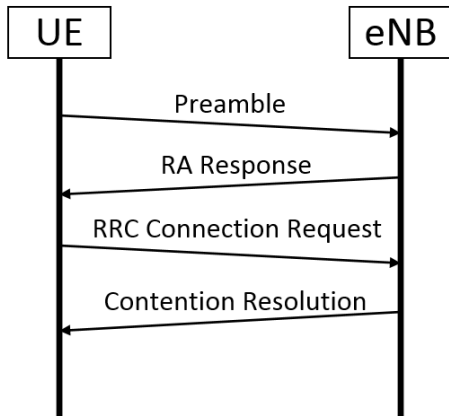 UE
eNB
Preamble
RA Response
RRC Connection Request
Contention Resolution